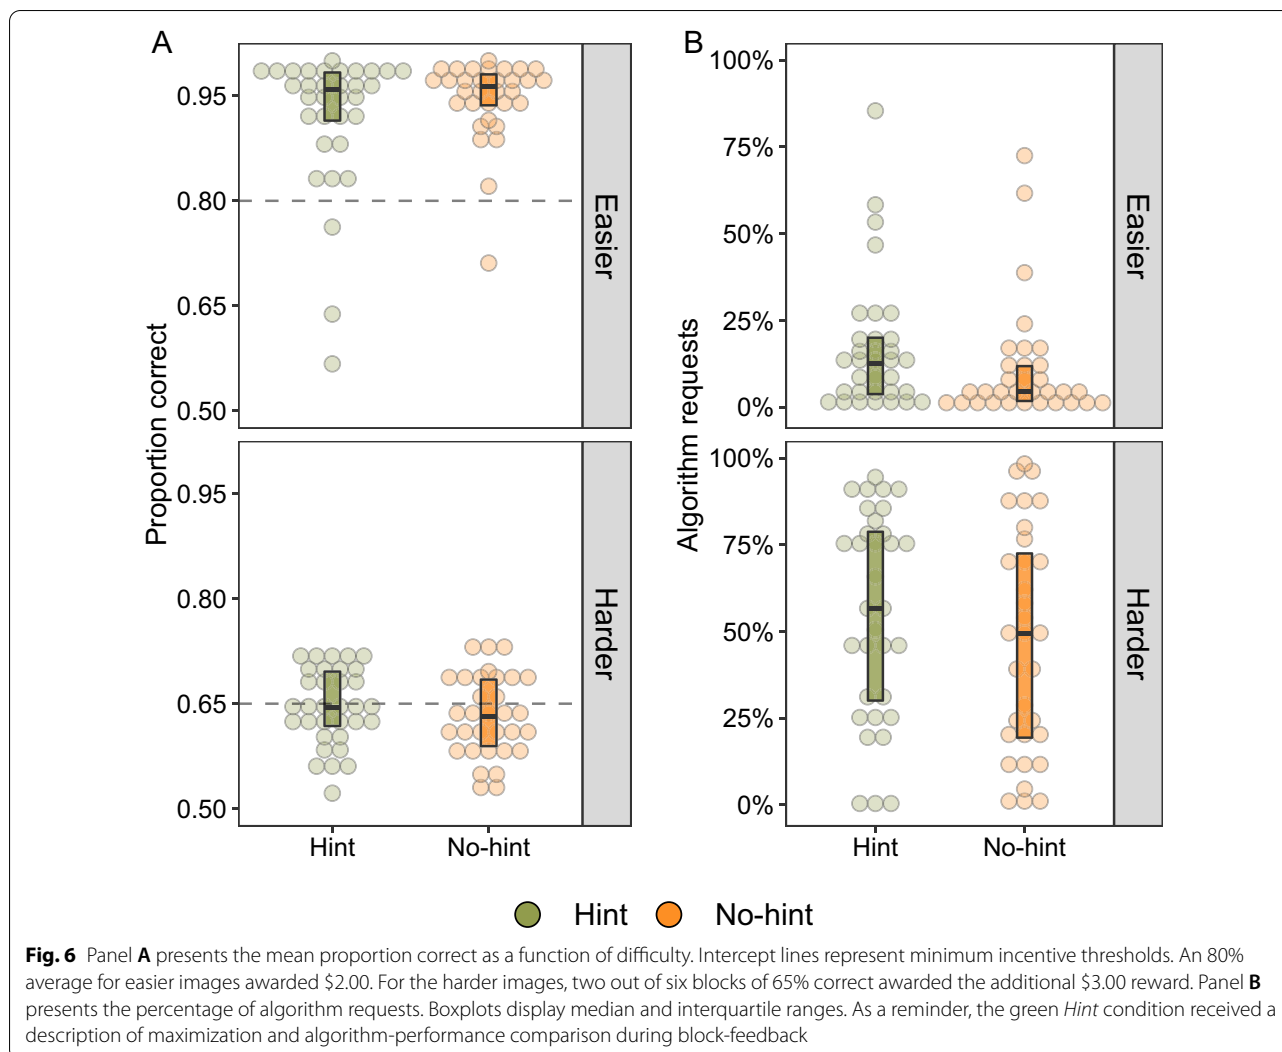 A
B
Proportion correct
0.95
0.80
0.65
0.50
Easier
0.95
0.80
0.65
0.50
Harder
Hint
No-hint
Algorithm requests
100%
75%
50%
25%
0%
Easier
100%
75%
50%
25%
0%
Harder
Hint
No-hint
Hint
No-hint
Fig. 6 Panel A presents the mean proportion correct as a function of difficulty. Intercept lines represent minimum incentive thresholds. An 80%
average for easier images awarded $2.00. For the harder images, two out of six blocks of 65% correct awarded the additional $3.00 reward. Panel B
presents the percentage of algorithm requests. Boxplots display median and interquartile ranges. As a reminder, the green Hint condition received a
description of maximization and algorithm-performance comparison during block-feedback